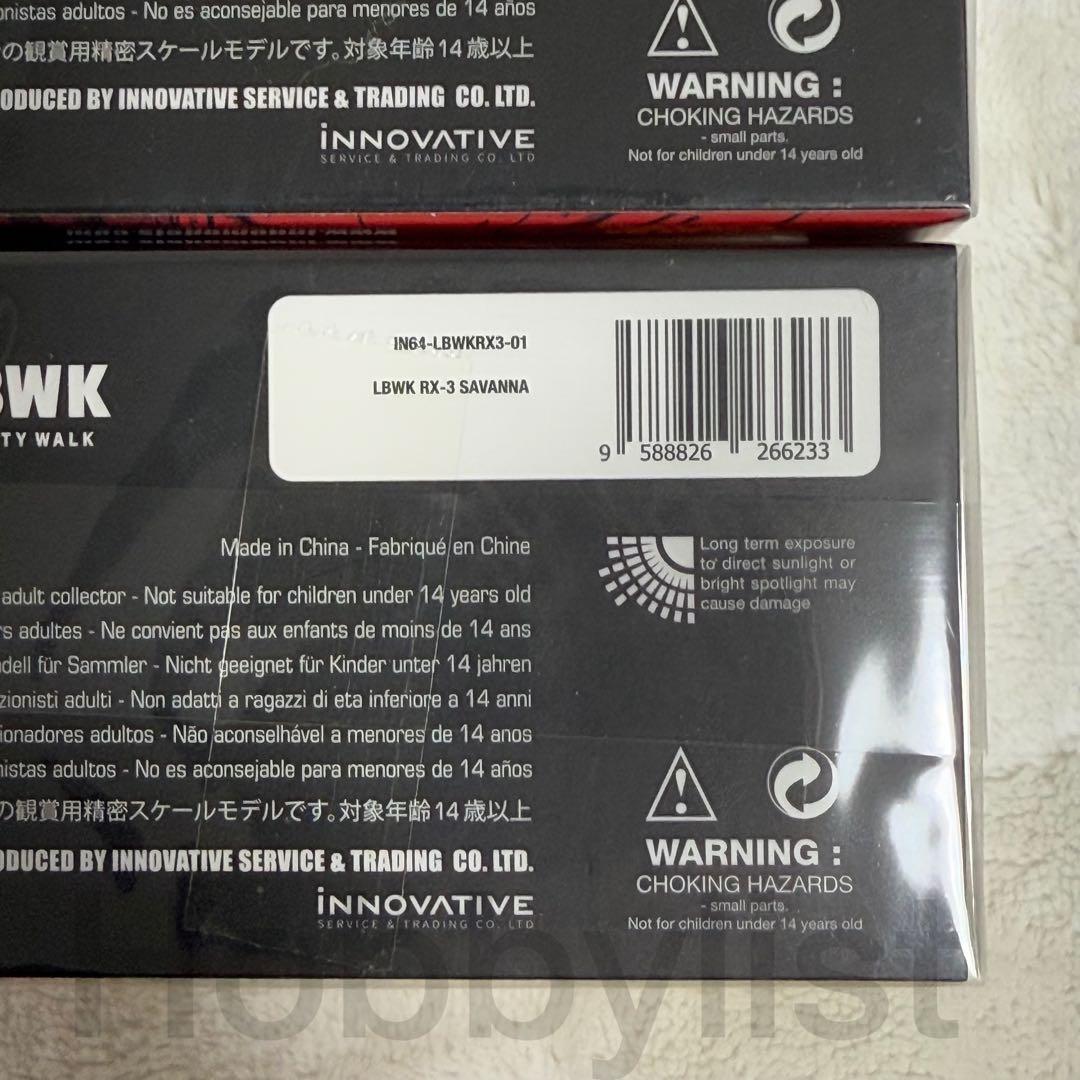 onistas adultos - No es aconsejable para menores de 14 años
の観賞用精密スケールモデルです。対象年齢14歳以上
ODUCED BY INNOVATIVE SERVICE & TRADING CO. LTD.
INNOVATIVE
SERVICE & TRADING CO. LTD
WARNING :
CHOKING HAZARDS
- small parts.
Not for children under 14 years old
BWK
TY WALK
IN64-LBWKRX3-01
LBWK RX-3 SAVANNA
9 588826 266233
Made in China - Fabriqué en Chine
adult collector - Not suitable for children under 14 years old
rs adultes - Ne convient pas aux enfants de moins de 14 ans
dell für Sammler - Nicht geeignet für Kinder unter 14 jahren
zionisti adulti - Non adatti a ragazzi di eta inferiore a 14 anni
ionadores adultos - Não aconselhável a menores de 14 anos
nistas adultos - No es aconsejable para menores de 14 años
の観賞用精密スケールモデルです。対象年齢14歳以上
ODUCED BY INNOVATIVE SERVICE & TRADING CO. LTD.
INNOVATIVE
SERVICE & TRADING CO. LTD
Long term exposure
to direct sunlight or
bright spotlight may
cause damage
WARNING :
CHOKING HAZARDS
- small parts.
Not for children under 14 years old
Hobbylist